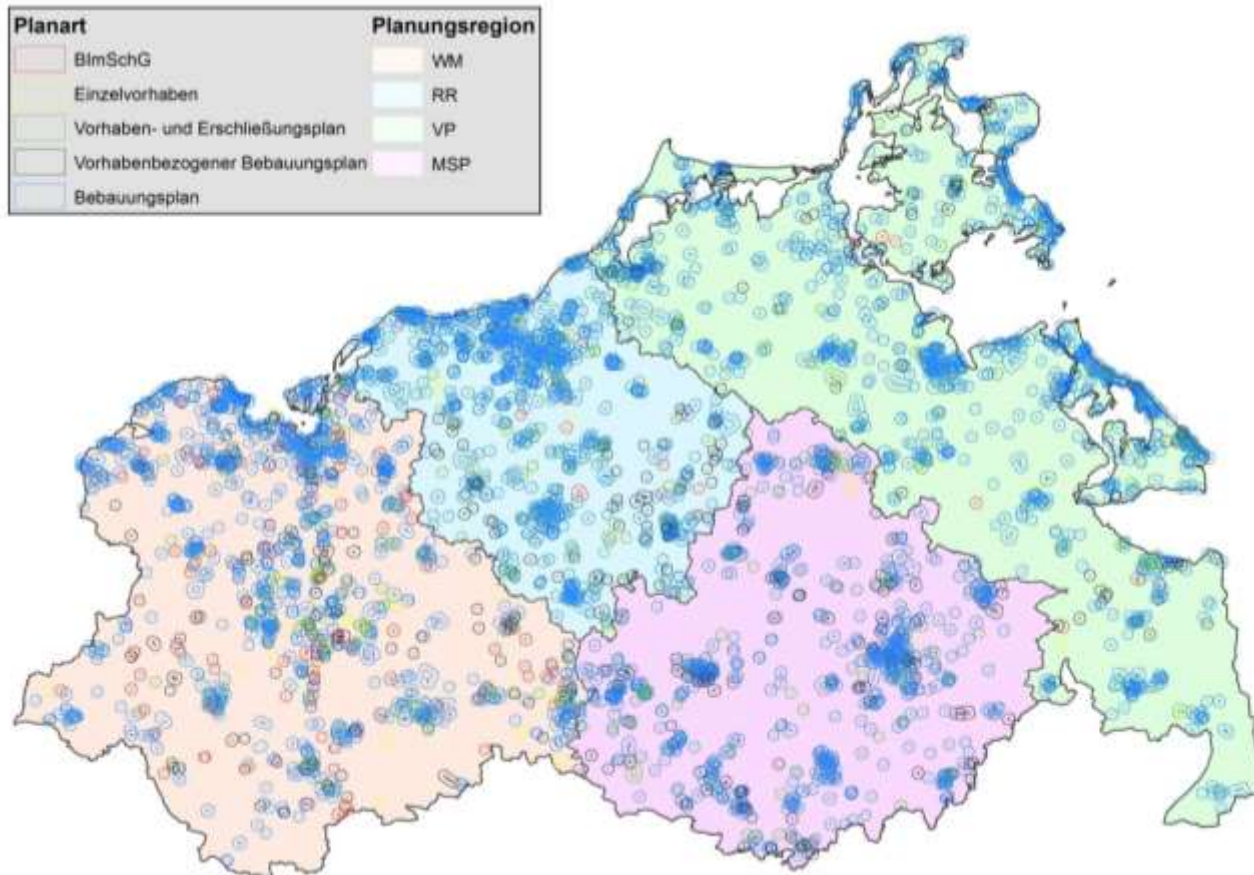 Planart
BImSchG
Einzelvorhaben
Vorhaben- und Erschließungsplan
Vorhabenbezogener Bebauungsplan
Bebauungsplan
Planungsregion
WM
RR
VP
MSP